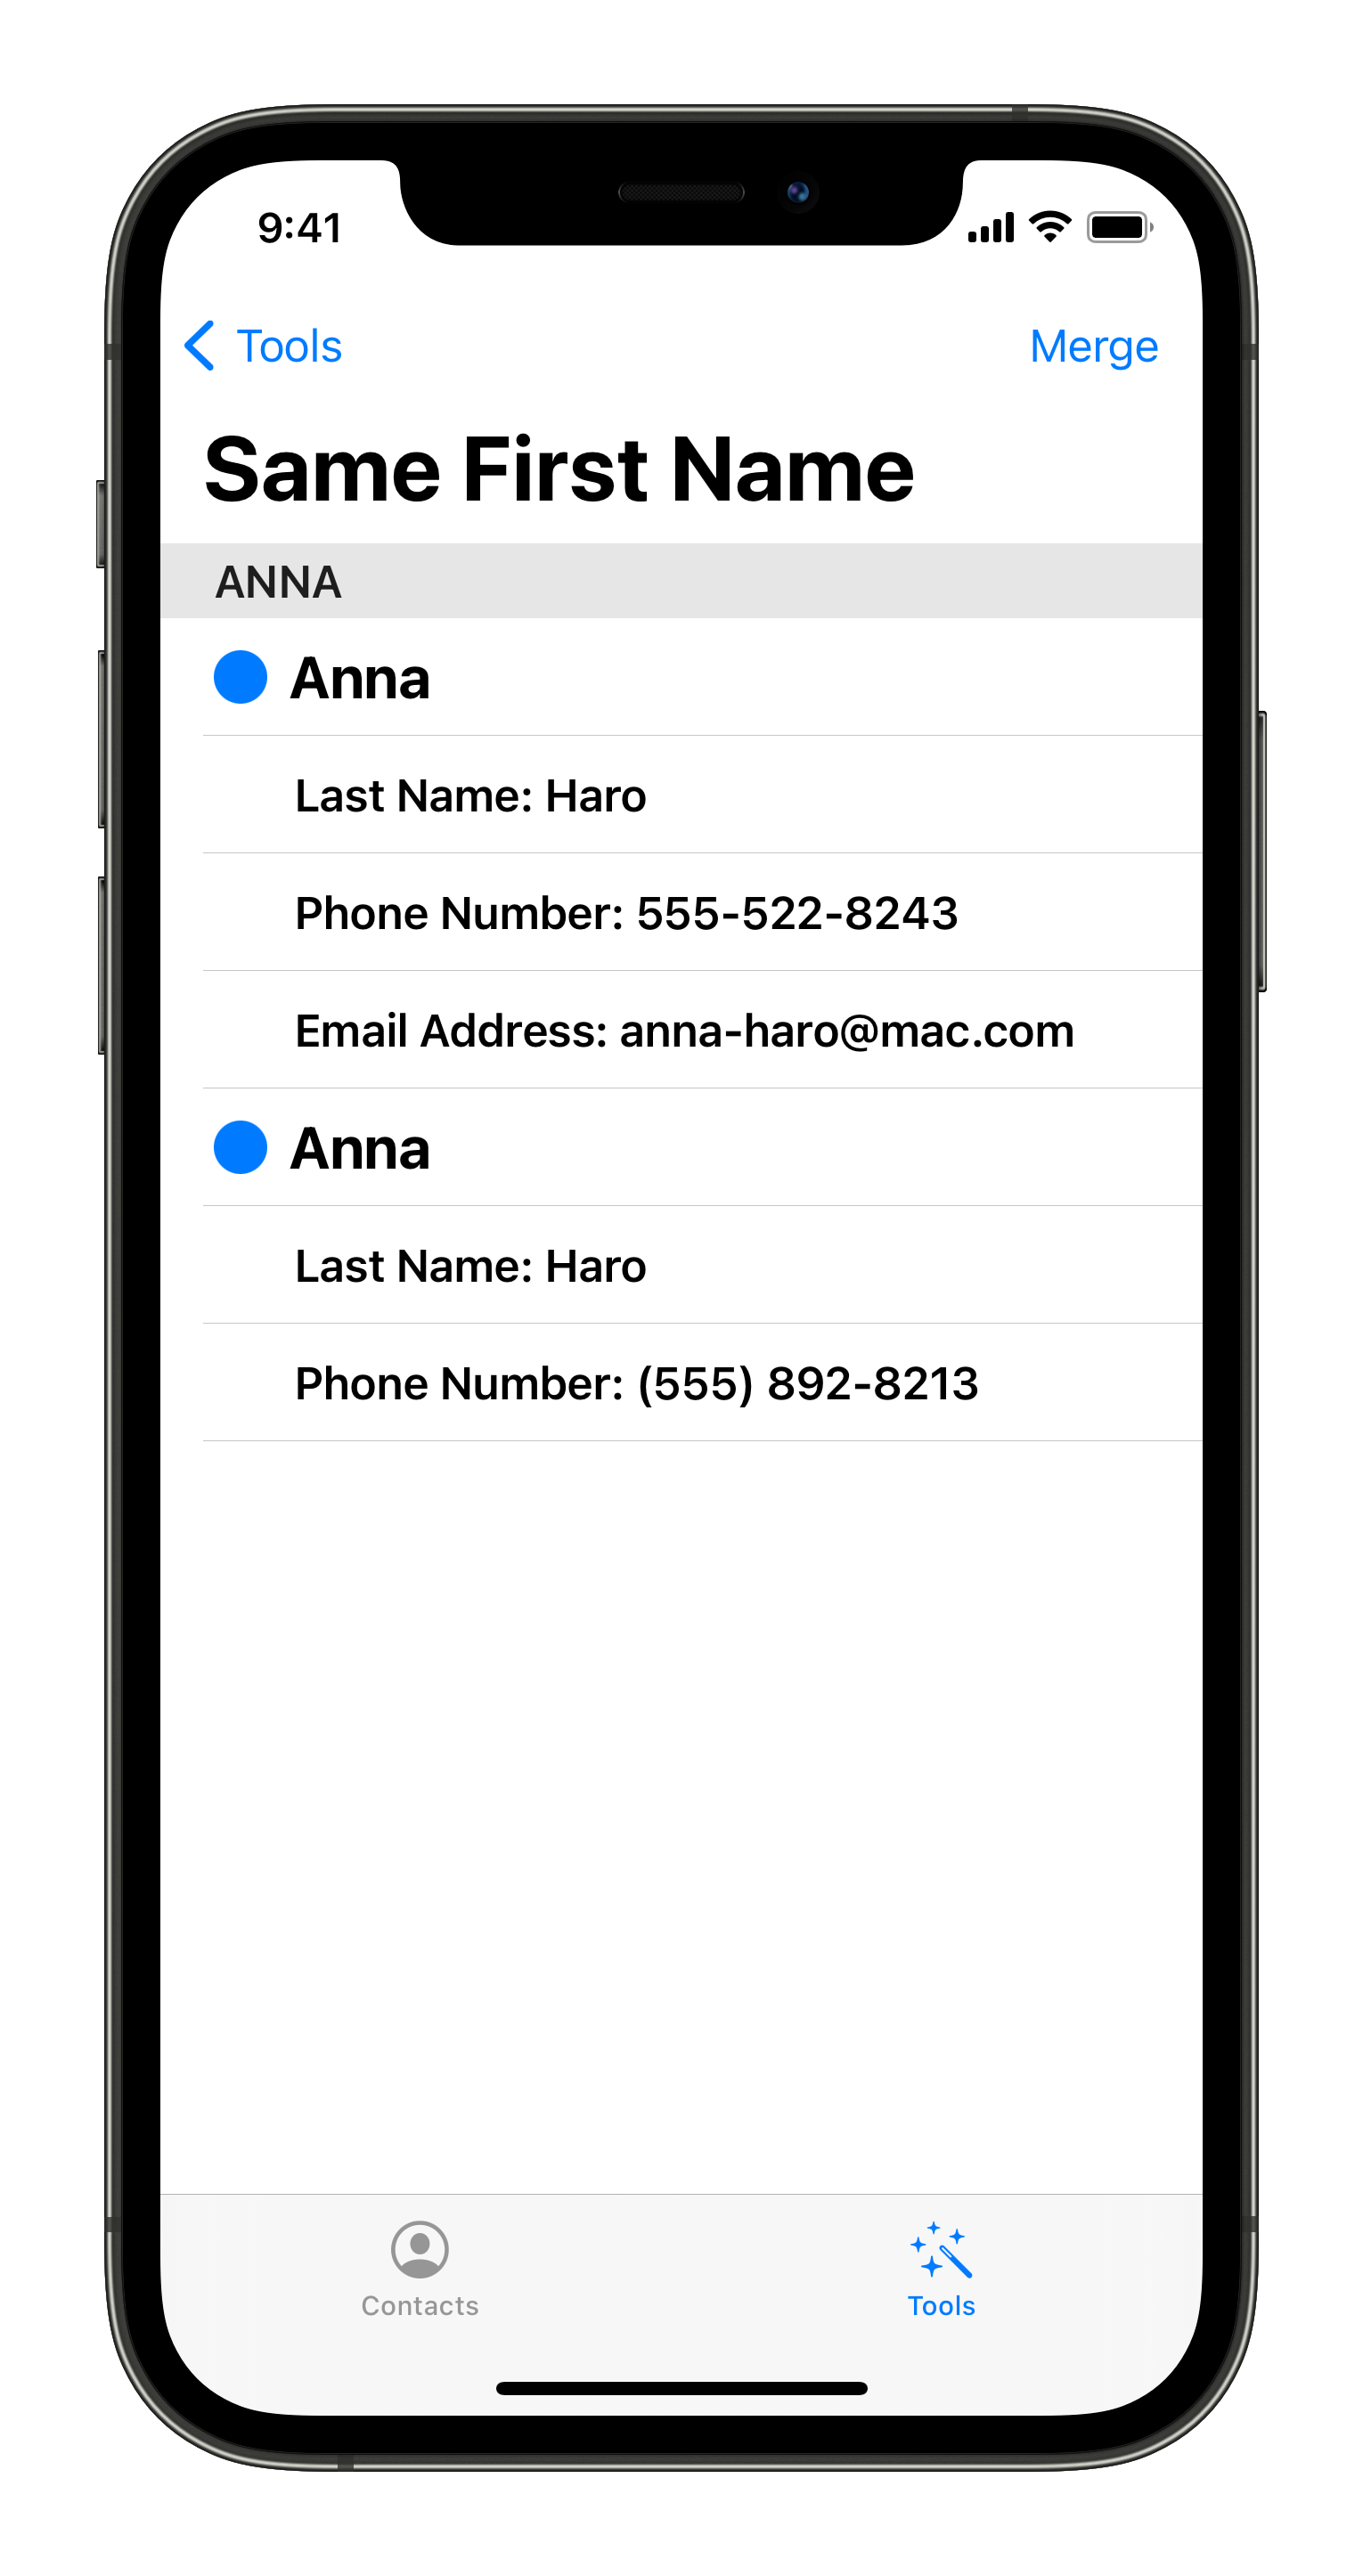 9:41
Tools
Merge
Same First Name
ANNA
Anna
Last Name: Haro
Phone Number: 555-522-8243
Email Address: anna-haro@mac.com
Anna
Last Name: Haro
Phone Number: (555) 892-8213
Contacts
Tools